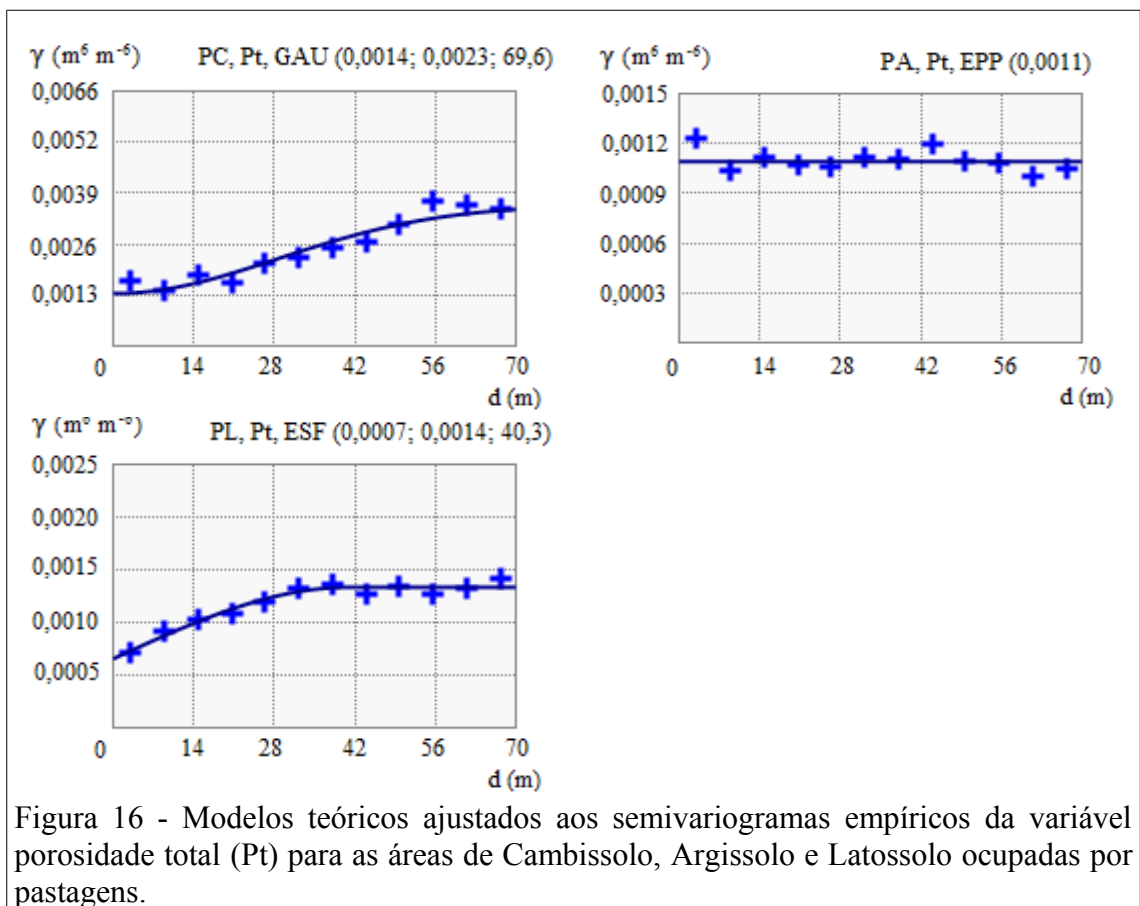 γ (m⁶ m⁻⁶) PC, Pt, GAU (0,0014; 0,0023; 69,6)
0,0066
0,0052
0,0039
0,0026
0,0013
0 14 28 42 56 70
d (m)
γ (m⁶ m⁻⁶) PA, Pt, EPP (0,0011)
0,0015
0,0012
0,0009
0,0006
0,0003
0 14 28 42 56 70
d (m)
γ (m⁶ m⁻⁶) PL, Pt, ESF (0,0007; 0,0014; 40,3)
0,0025
0,0020
0,0015
0,0010
0,0005
0 14 28 42 56 70
d (m)
Figura 16 - Modelos teóricos ajustados aos semivariogramas empíricos da variável
porosidade total (Pt) para as áreas de Cambissolo, Argissolo e Latossolo ocupadas por
pastagens.